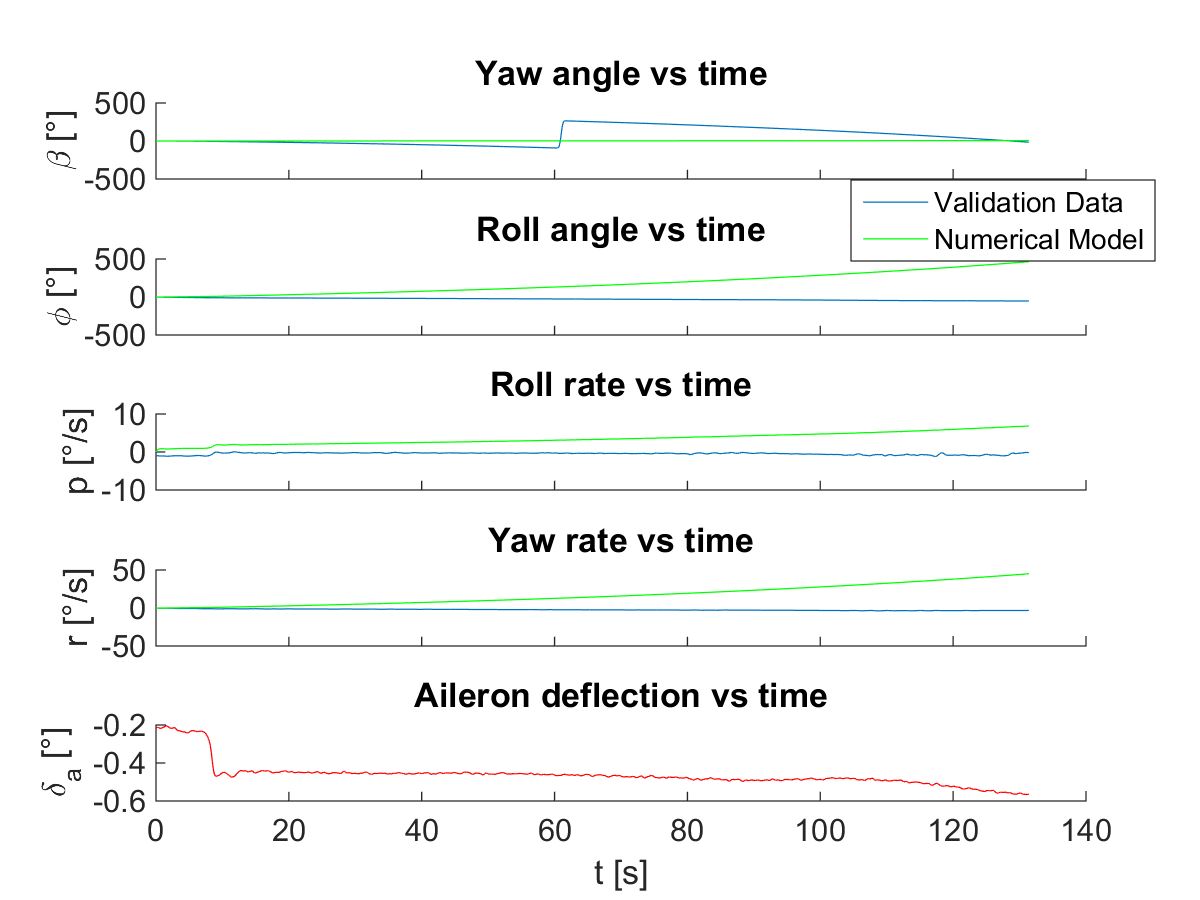 Yaw angle vs time
500
0
-500
β [°]
Validation Data
Numerical Model
Roll angle vs time
500
0
-500
ϕ [°]
Roll rate vs time
10
0
-10
p [°/s]
Yaw rate vs time
50
0
-50
r [°/s]
Aileron deflection vs time
-0.2
-0.4
-0.6
δa [°]
0 20 40 60 80 100 120 140
t [s]